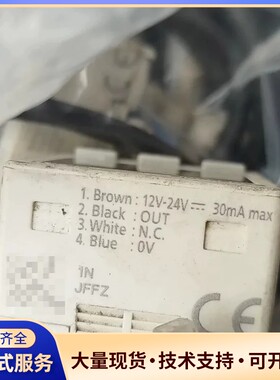 1. Brown : 12V-24V⎓ 30mA max
2. Black : OUT
3. White : N.C.
4. Blue : 0V
1N
JFFZ
CE
齐全
式服务
大量现货·技术支持·可开